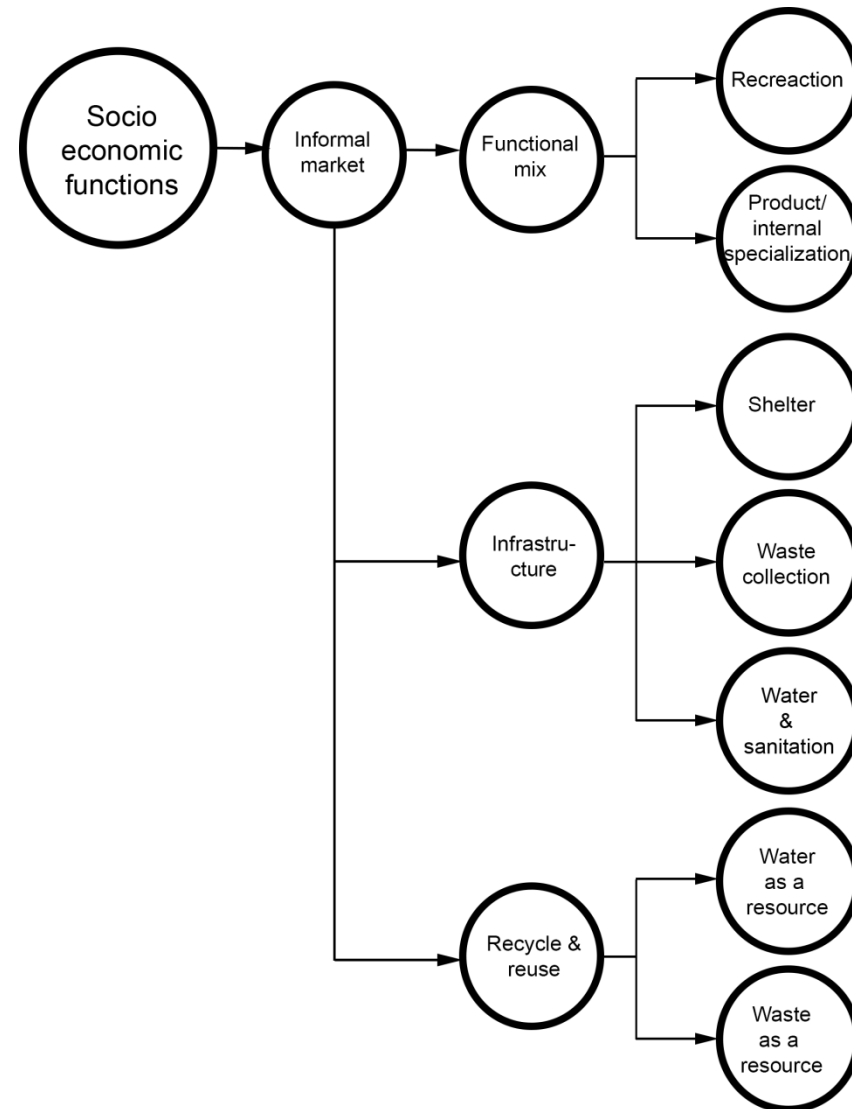 Socio
economic
functions
Informal
market
Functional
mix
Recreaction
Product/
internal
specialization
Infrastru-
cture
Shelter
Waste
collection
Water
&
sanitation
Recycle &
reuse
Water
as a
resource
Waste
as a
resource